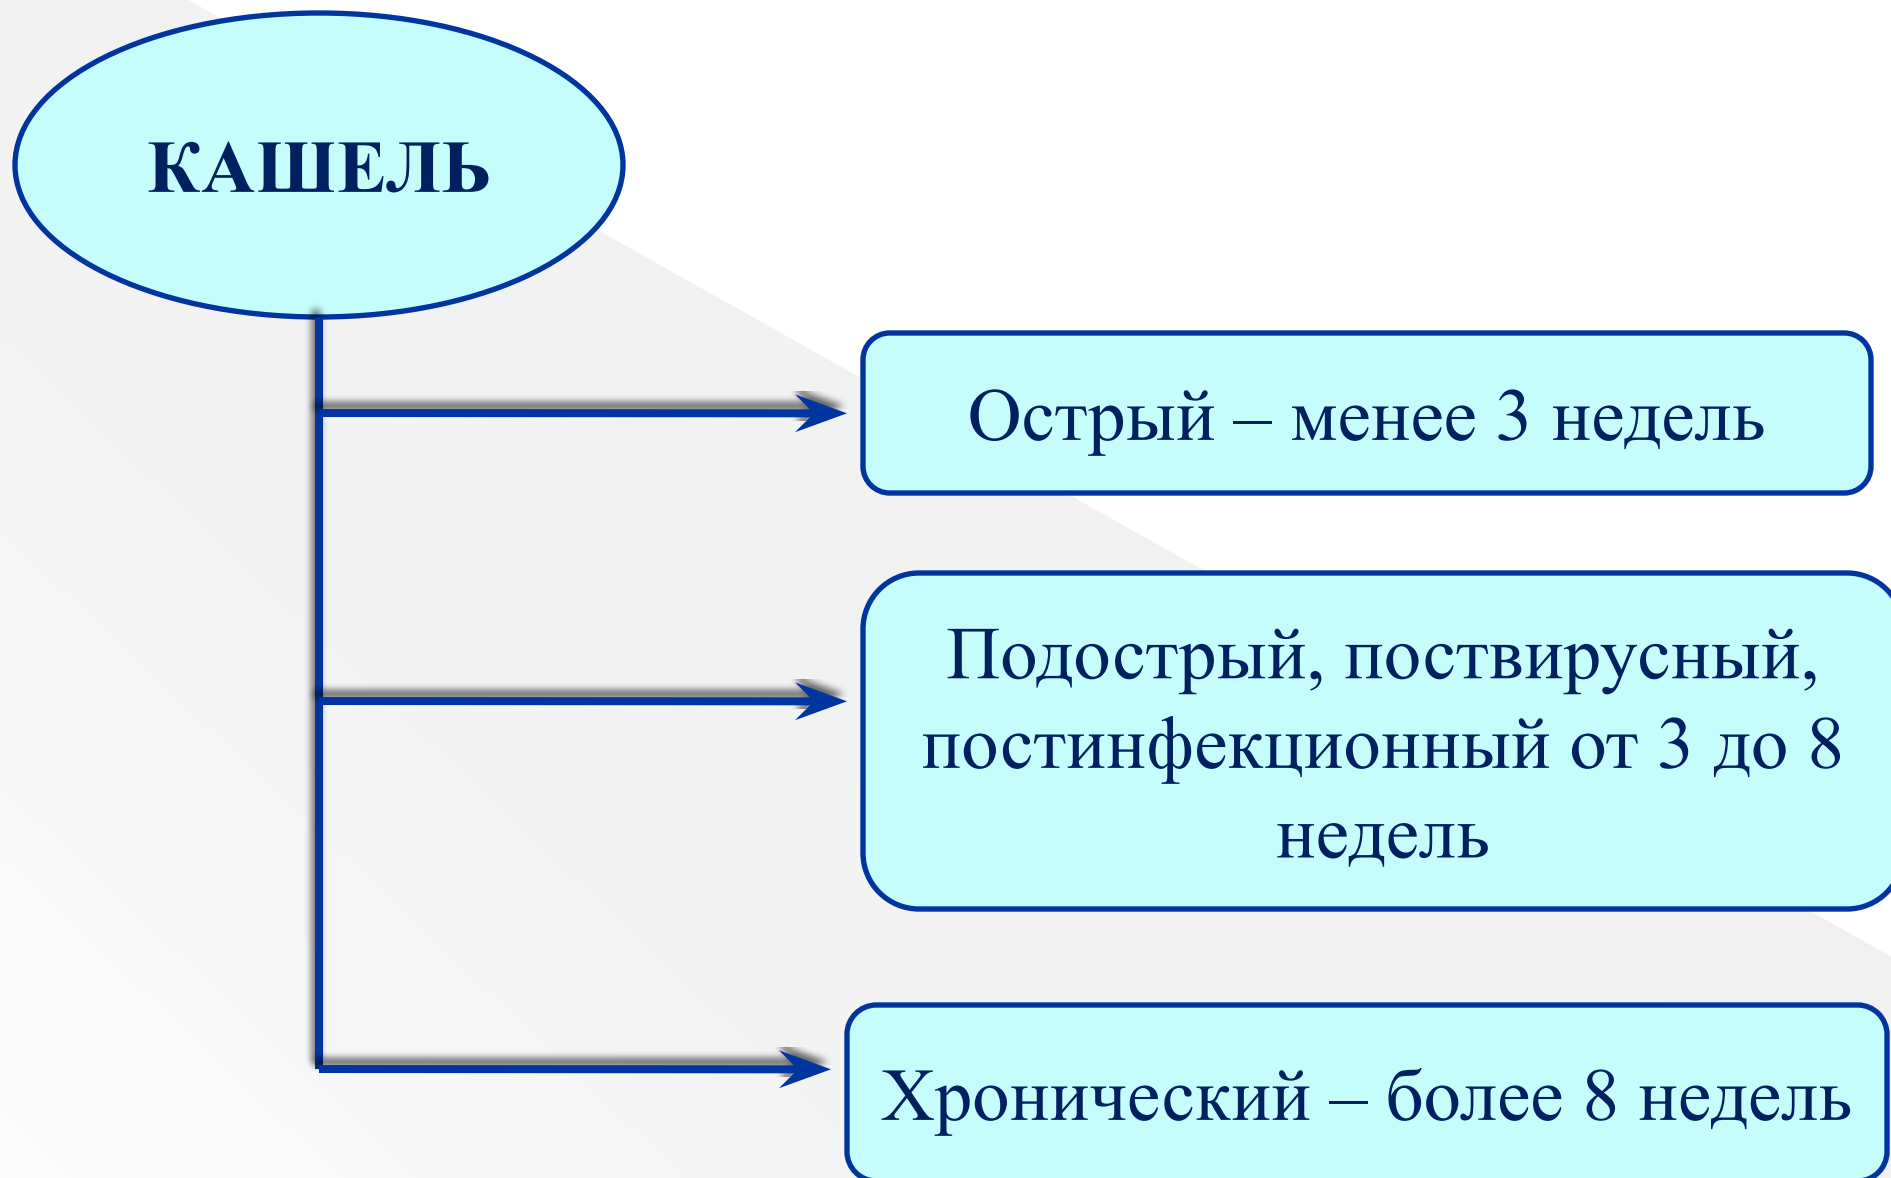 КАШЕЛЬ
Острый – менее 3 недель
Подострый, поствирусный,
постинфекционный от 3 до 8
недель
Хронический – более 8 недель